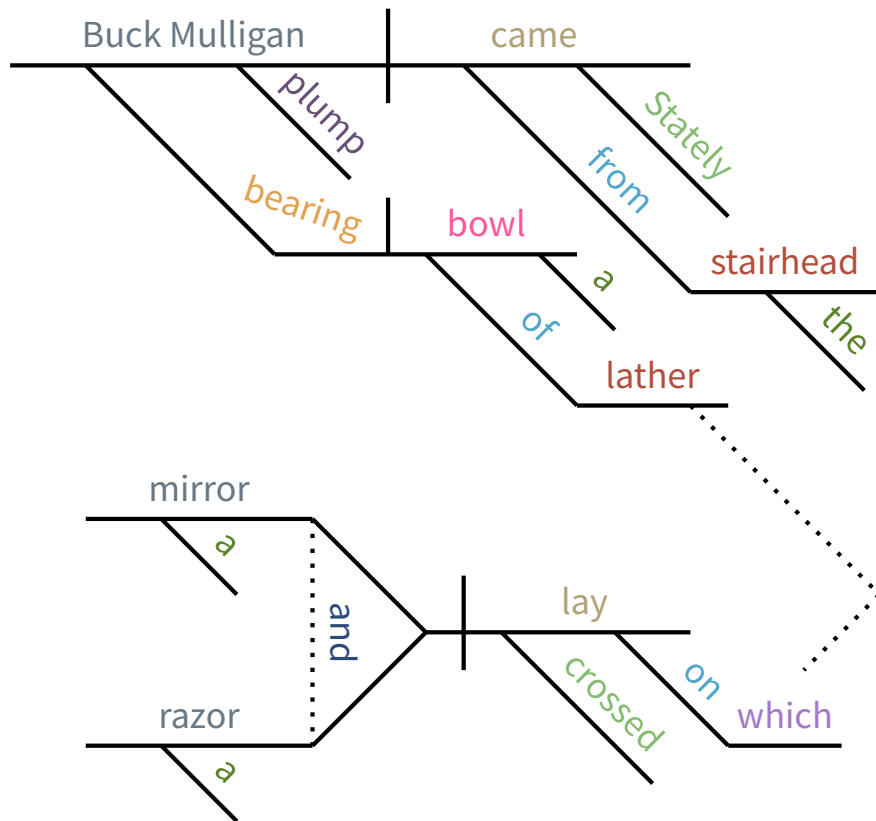 Buck Mulligan came
plump
Stately
from
bearing
bowl
stairhead
a
the
of
lather
mirror
a
and
lay
crossed
on
razor
which
a